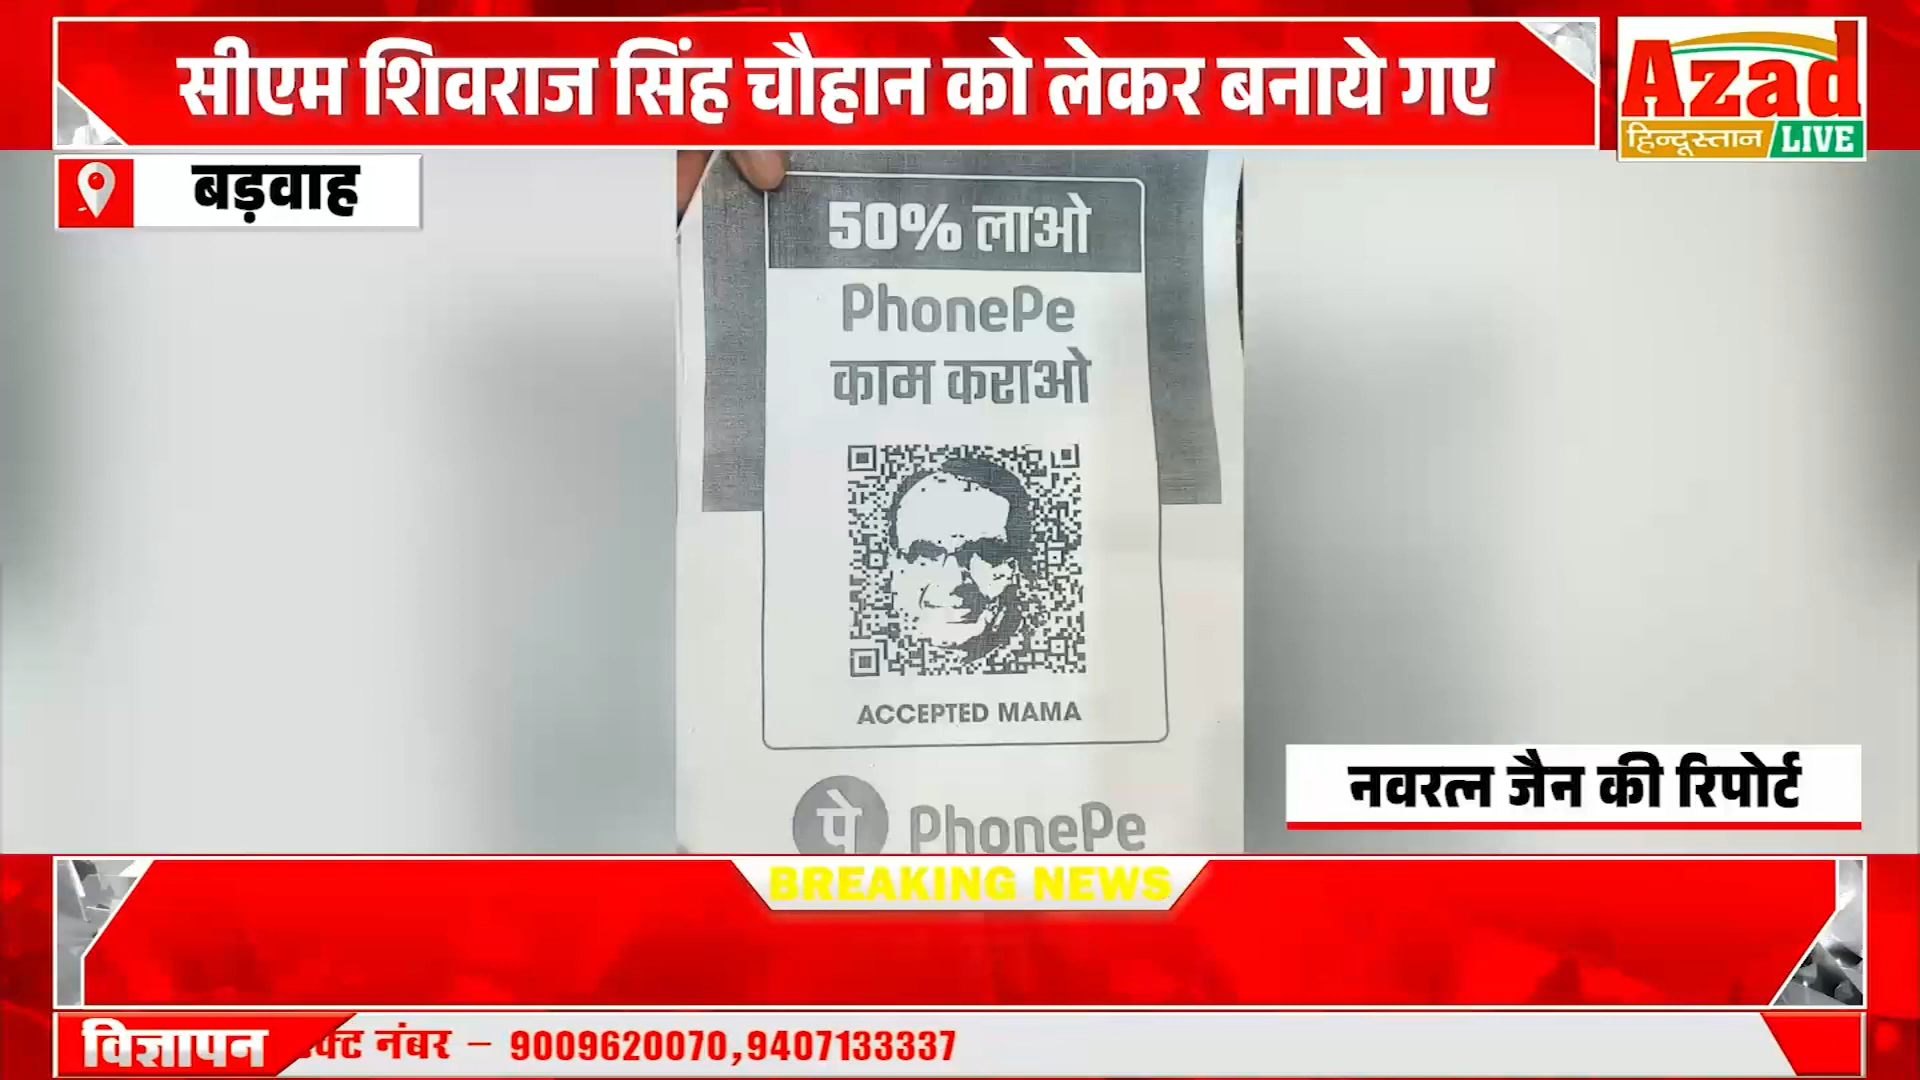 सीएम शिवराज सिंह चौहान को लेकर बनाये गए
Azad
हिन्दूस्तान LIVE
बड़वाह
50% लाओ
PhonePe
काम कराओ
ACCEPTED MAMA
पे PhonePe
नवरत्न जैन की रिपोर्ट
BREAKING NEWS
विज्ञापन नंबर – 9009620070,9407133337